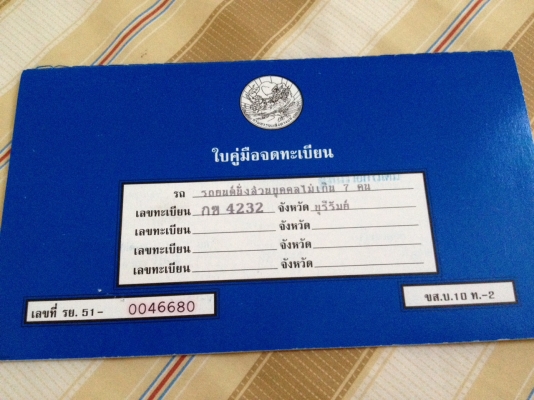 ใบคู่มือจดทะเบียน
รถ รถยนต์นั่งส่วนบุคคลไม่เกิน 7 คน
เลขทะเบียน กห 4232 จังหวัด บุรีรัมย์
เลขทะเบียน จังหวัด
เลขทะเบียน จังหวัด
เลขทะเบียน จังหวัด
เลขที่ รย. 51- 0046680
ขส.บ.10 ท.-2